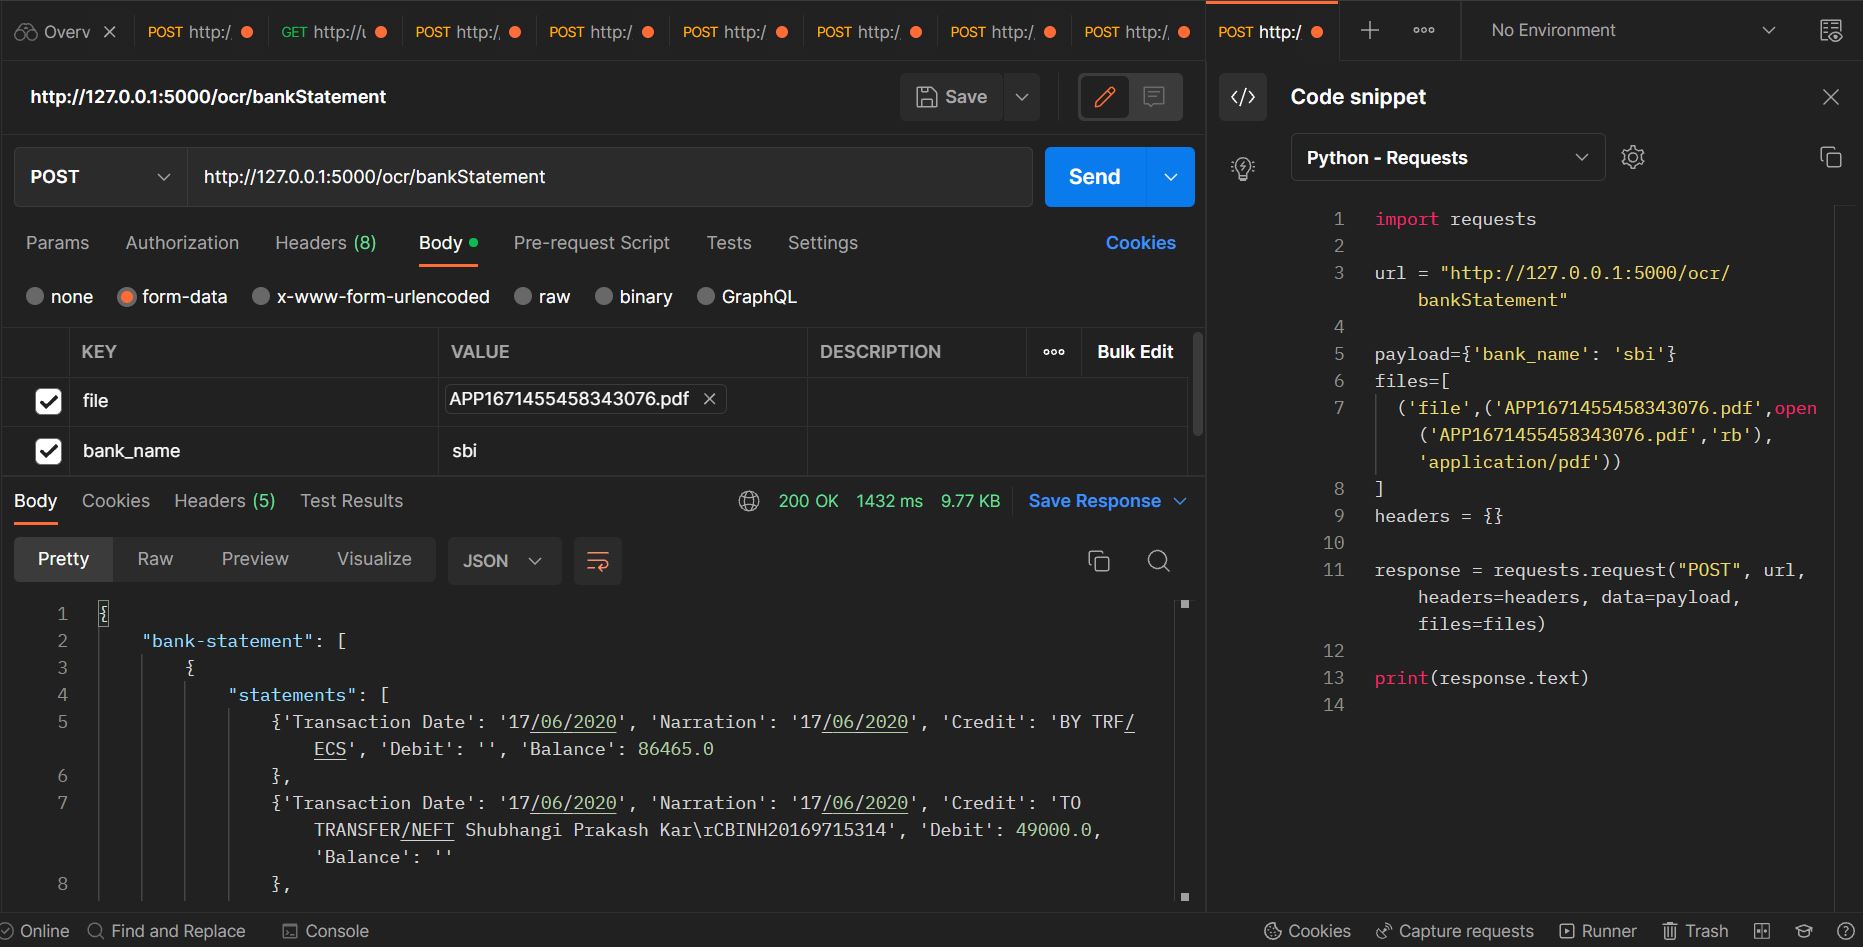 Overv
POST http:/
GET http://
POST http:/
POST http:/
POST http:/
POST http:/
POST http:/
POST http:/
POST http:/
No Environment
http://127.0.0.1:5000/ocr/bankStatement
Save
POST
http://127.0.0.1:5000/ocr/bankStatement
Send
Params Authorization Headers (8) Body Pre-request Script Tests Settings Cookies
none form-data x-www-form-urlencoded raw binary GraphQL
KEY VALUE DESCRIPTION Bulk Edit
file APP1671455458343076.pdf
bank_name sbi
Body Cookies Headers (5) Test Results 200 OK 1432 ms 9.77 KB Save Response
Pretty Raw Preview Visualize JSON
1 {
2 "bank-statement": [
3 {
4 "statements": [
5 {'Transaction Date': '17/06/2020', 'Narration': '17/06/2020', 'Credit': 'BY TRF/
ECS', 'Debit': '', 'Balance': 86465.0
6 },
7 {'Transaction Date': '17/06/2020', 'Narration': '17/06/2020', 'Credit': 'TO
TRANSFER/NEFT Shubhangi Prakash Kar\rCBINH20169715314', 'Debit': 49000.0,
'Balance': ''
8 },
Code snippet
Python - Requests
1 import requests
2
3 url = "http://127.0.0.1:5000/ocr/
bankStatement"
4
5 payload={'bank_name': 'sbi'}
6 files=[
7 ('file',('APP1671455458343076.pdf',open
('APP1671455458343076.pdf','rb'),
'application/pdf'))
8 ]
9 headers = {}
10
11 response = requests.request("POST", url,
headers=headers, data=payload,
files=files)
12
13 print(response.text)
14
Online Find and Replace Console Cookies Capture requests Runner Trash